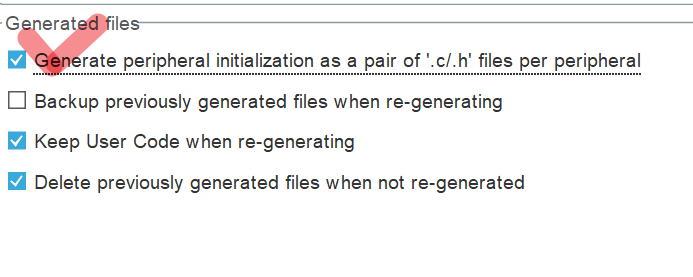 Generated files
Generate peripheral initialization as a pair of '.c/.h' files per peripheral
Backup previously generated files when re-generating
Keep User Code when re-generating
Delete previously generated files when not re-generated